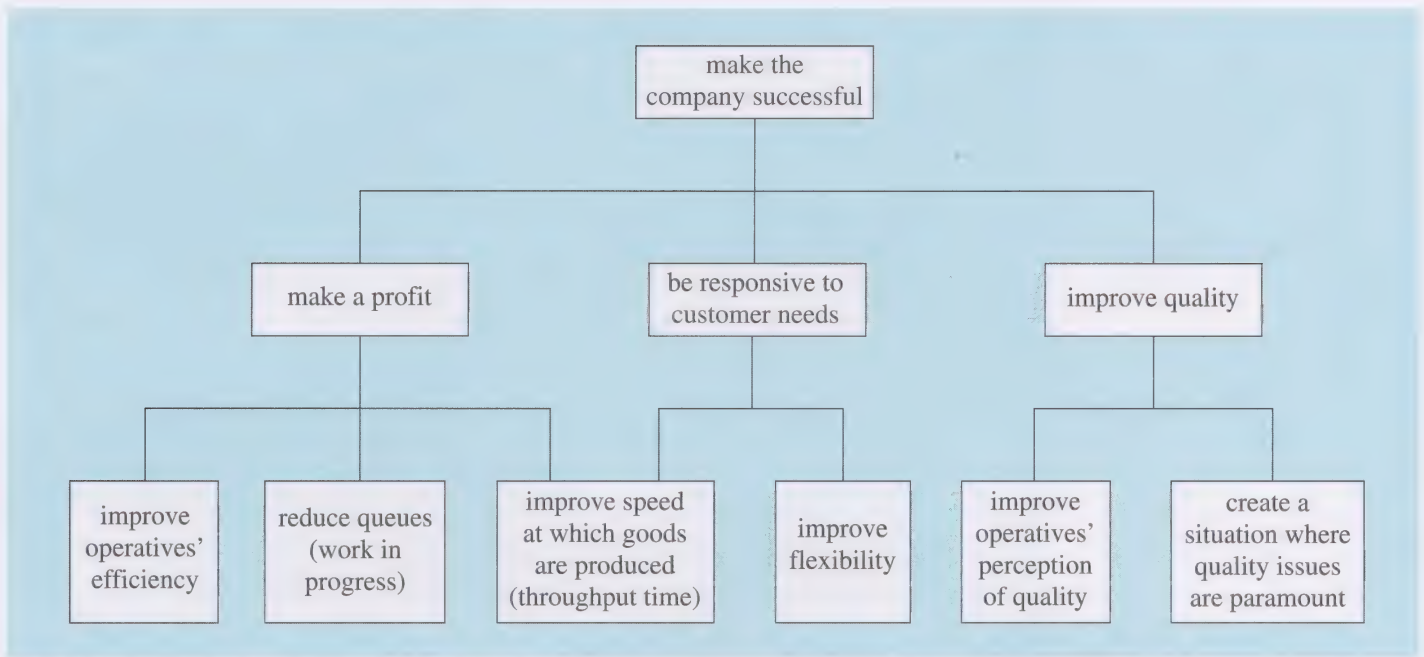 make the
company successful
make a profit
be responsive to
customer needs
improve quality
improve
operatives'
efficiency
reduce queues
(work in
progress)
improve speed
at which goods
are produced
(throughput time)
improve
flexibility
improve
operatives'
perception
of quality
create a
situation where
quality issues
are paramount